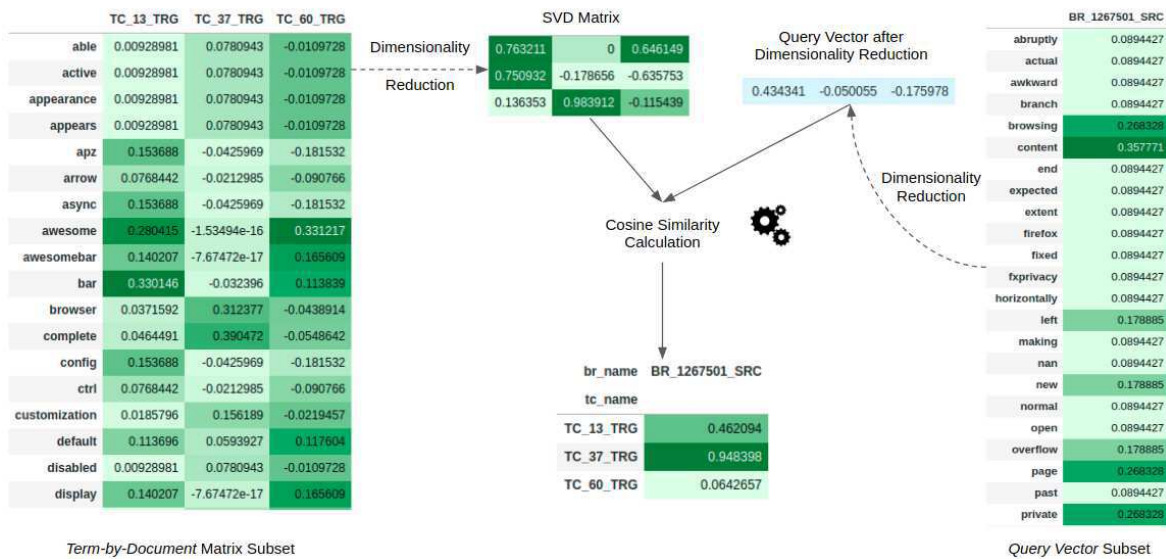 TC_13_TRG TC_37_TRG TC_60_TRG
able 0.00928981 0.0780943 -0.0109728
active 0.00928981 0.0780943 -0.0109728
appearance 0.00928981 0.0780943 -0.0109728
appears 0.00928981 0.0780943 -0.0109728
apz 0.153688 -0.0425969 -0.181532
arrow 0.0768442 -0.0212985 -0.090766
async 0.153688 -0.0425969 -0.181532
awesome 0.280415 -1.53494e-16 0.331217
awesomebar 0.140207 -7.67472e-17 0.165609
bar 0.330146 -0.032396 0.113839
browser 0.0371592 0.312377 -0.0438914
complete 0.0464491 0.390472 -0.0548642
config 0.153688 -0.0425969 -0.181532
ctrl 0.0768442 -0.0212985 -0.090766
customization 0.0185796 0.156189 -0.0219457
default 0.113696 0.0593927 0.117604
disabled 0.00928981 0.0780943 -0.0109728
display 0.140207 -7.67472e-17 0.165609
Term-by-Document Matrix Subset
Dimensionality
Reduction
SVD Matrix
0.763211 0 0.646149
0.750932 -0.178656 -0.635753
0.136353 0.983912 -0.115439
Query Vector after
Dimensionality Reduction
0.434341 -0.050055 -0.175978
Dimensionality
Reduction
Cosine Similarity
Calculation
br_name BR_1267501_SRC
tc_name
TC_13_TRG 0.462094
TC_37_TRG 0.948398
TC_60_TRG 0.0642657
BR_1267501_SRC
abruptly 0.0894427
actual 0.0894427
awkward 0.0894427
branch 0.0894427
browsing 0.268328
content 0.357771
end 0.0894427
expected 0.0894427
extent 0.0894427
firefox 0.0894427
fixed 0.0894427
fxprivacy 0.0894427
horizontally 0.0894427
left 0.178885
making 0.0894427
nan 0.0894427
new 0.178885
normal 0.0894427
open 0.0894427
overflow 0.178885
page 0.268328
past 0.0894427
private 0.268328
Query Vector Subset